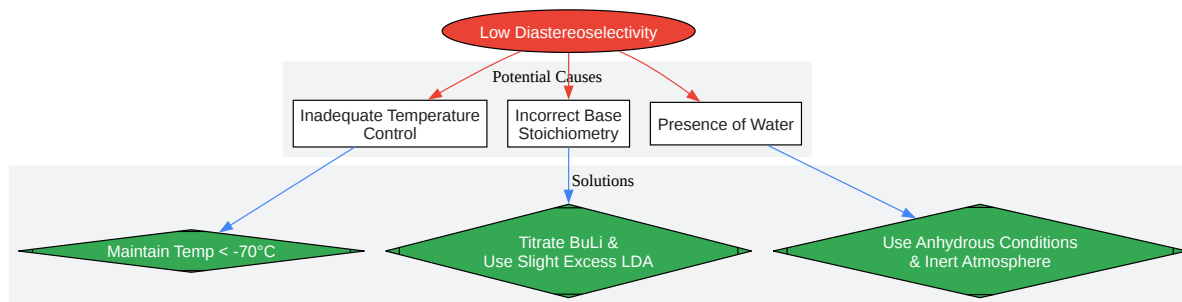 Low Diastereoselectivity
Potential Causes
Inadequate Temperature
Control
Incorrect Base
Stoichiometry
Presence of Water
Solutions
Maintain Temp < -70°C
Titrate BuLi &
Use Slight Excess LDA
Use Anhydrous Conditions
& Inert Atmosphere